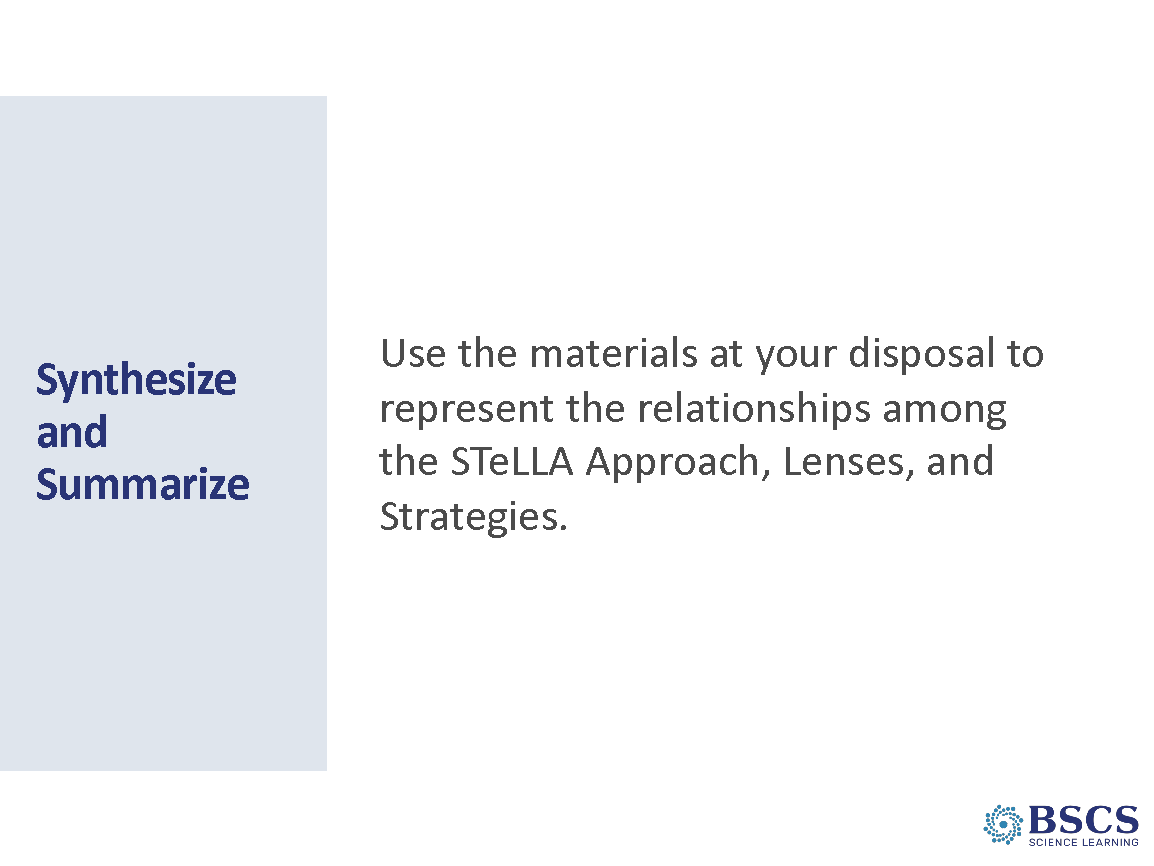 Synthesize
and
Summarize
Use the materials at your disposal to
represent the relationships among
the STeLLA Approach, Lenses, and
Strategies.
BSCS
SCIENCE LEARNING